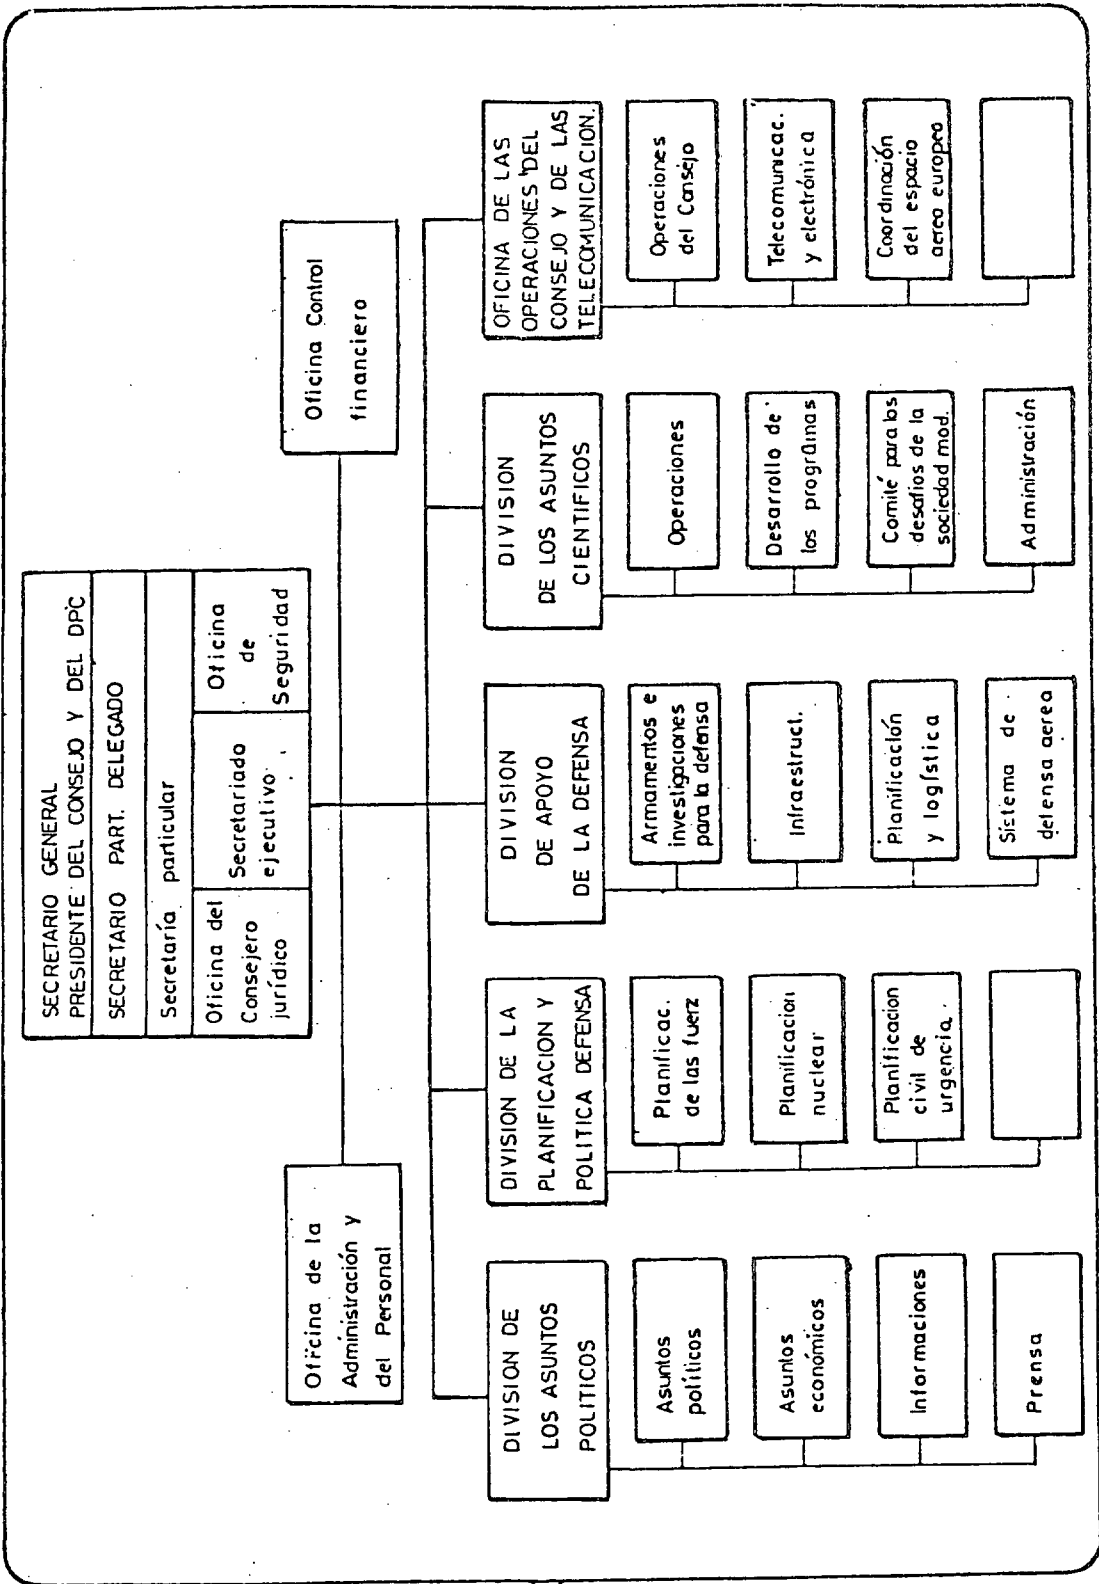 SECRETARIO GENERAL
PRESIDENTE DEL CONSEJO Y DEL DPC
SECRETARIO PART. DELEGADO
Secretaría particular
Oficina del
Consejero
jurídico
Secretariado
ejecutivo
Oficina
de
Seguridad
Oficina de la
Administración y
del Personal
Oficina Control
financiero
DIVISION DE
LOS ASUNTOS
POLITICOS
Asuntos
políticos
Asuntos
económicos
Informaciones
Prensa
DIVISION DE LA
PLANIFICACION Y
POLITICA DEFENSA
Planificac.
de las fuerz
Planificacion
nuclear
Planificacion
civil de
urgencia.
DIVISION
DE APOYO
DE LA DEFENSA
Armamentos e
investigaciones
para la defensa
Infraestruct.
Planificación
y logística
Sistema de
defensa aerea
DIVISION
DE LOS ASUNTOS
CIENTIFICOS
Operaciones
Desarrollo de
los programas
Comité para los
desafios de la
sociedad mod.
Administración
OFICINA DE LAS
OPERACIONES DEL
CONSEJO Y DE LAS
TELECOMUNICACION.
Operaciones
del Consejo
Telecomunicac.
y electrónica
Coordinación
del espacio
aereo europeo